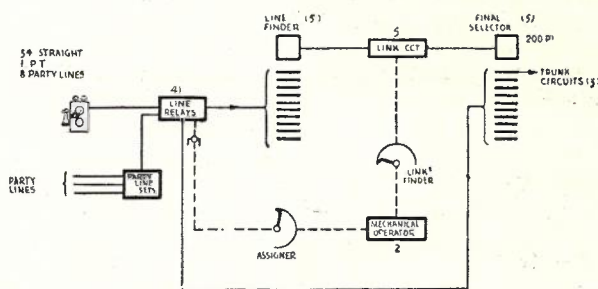 LINE
FINDER (5)
5
LINK CCT
FINAL (5)
SELECTOR
200 PT
54 STRAIGHT
1 P T
8 PARTY LINES
41
LINE
RELAYS
TRUNK
CIRCUITS (3)
PARTY
LINES
PARTY
LINE
SETS
LINK
FINDER
ASSIGNER
MECHANICAL
OPERATOR
2